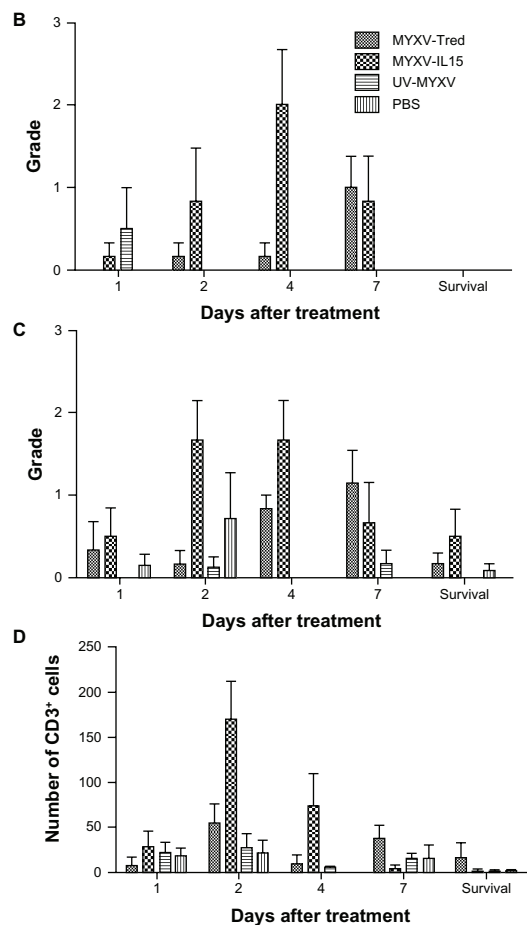 B
3
MYXV-Tred
MYXV-IL15
UV-MYXV
PBS
2
Grade
1
0
1 2 4 7 Survival
Days after treatment
C
3
2
Grade
1
0
1 2 4 7 Survival
Days after treatment
D
250
200
150
Number of CD3⁺ cells
100
50
0
1 2 4 7 Survival
Days after treatment